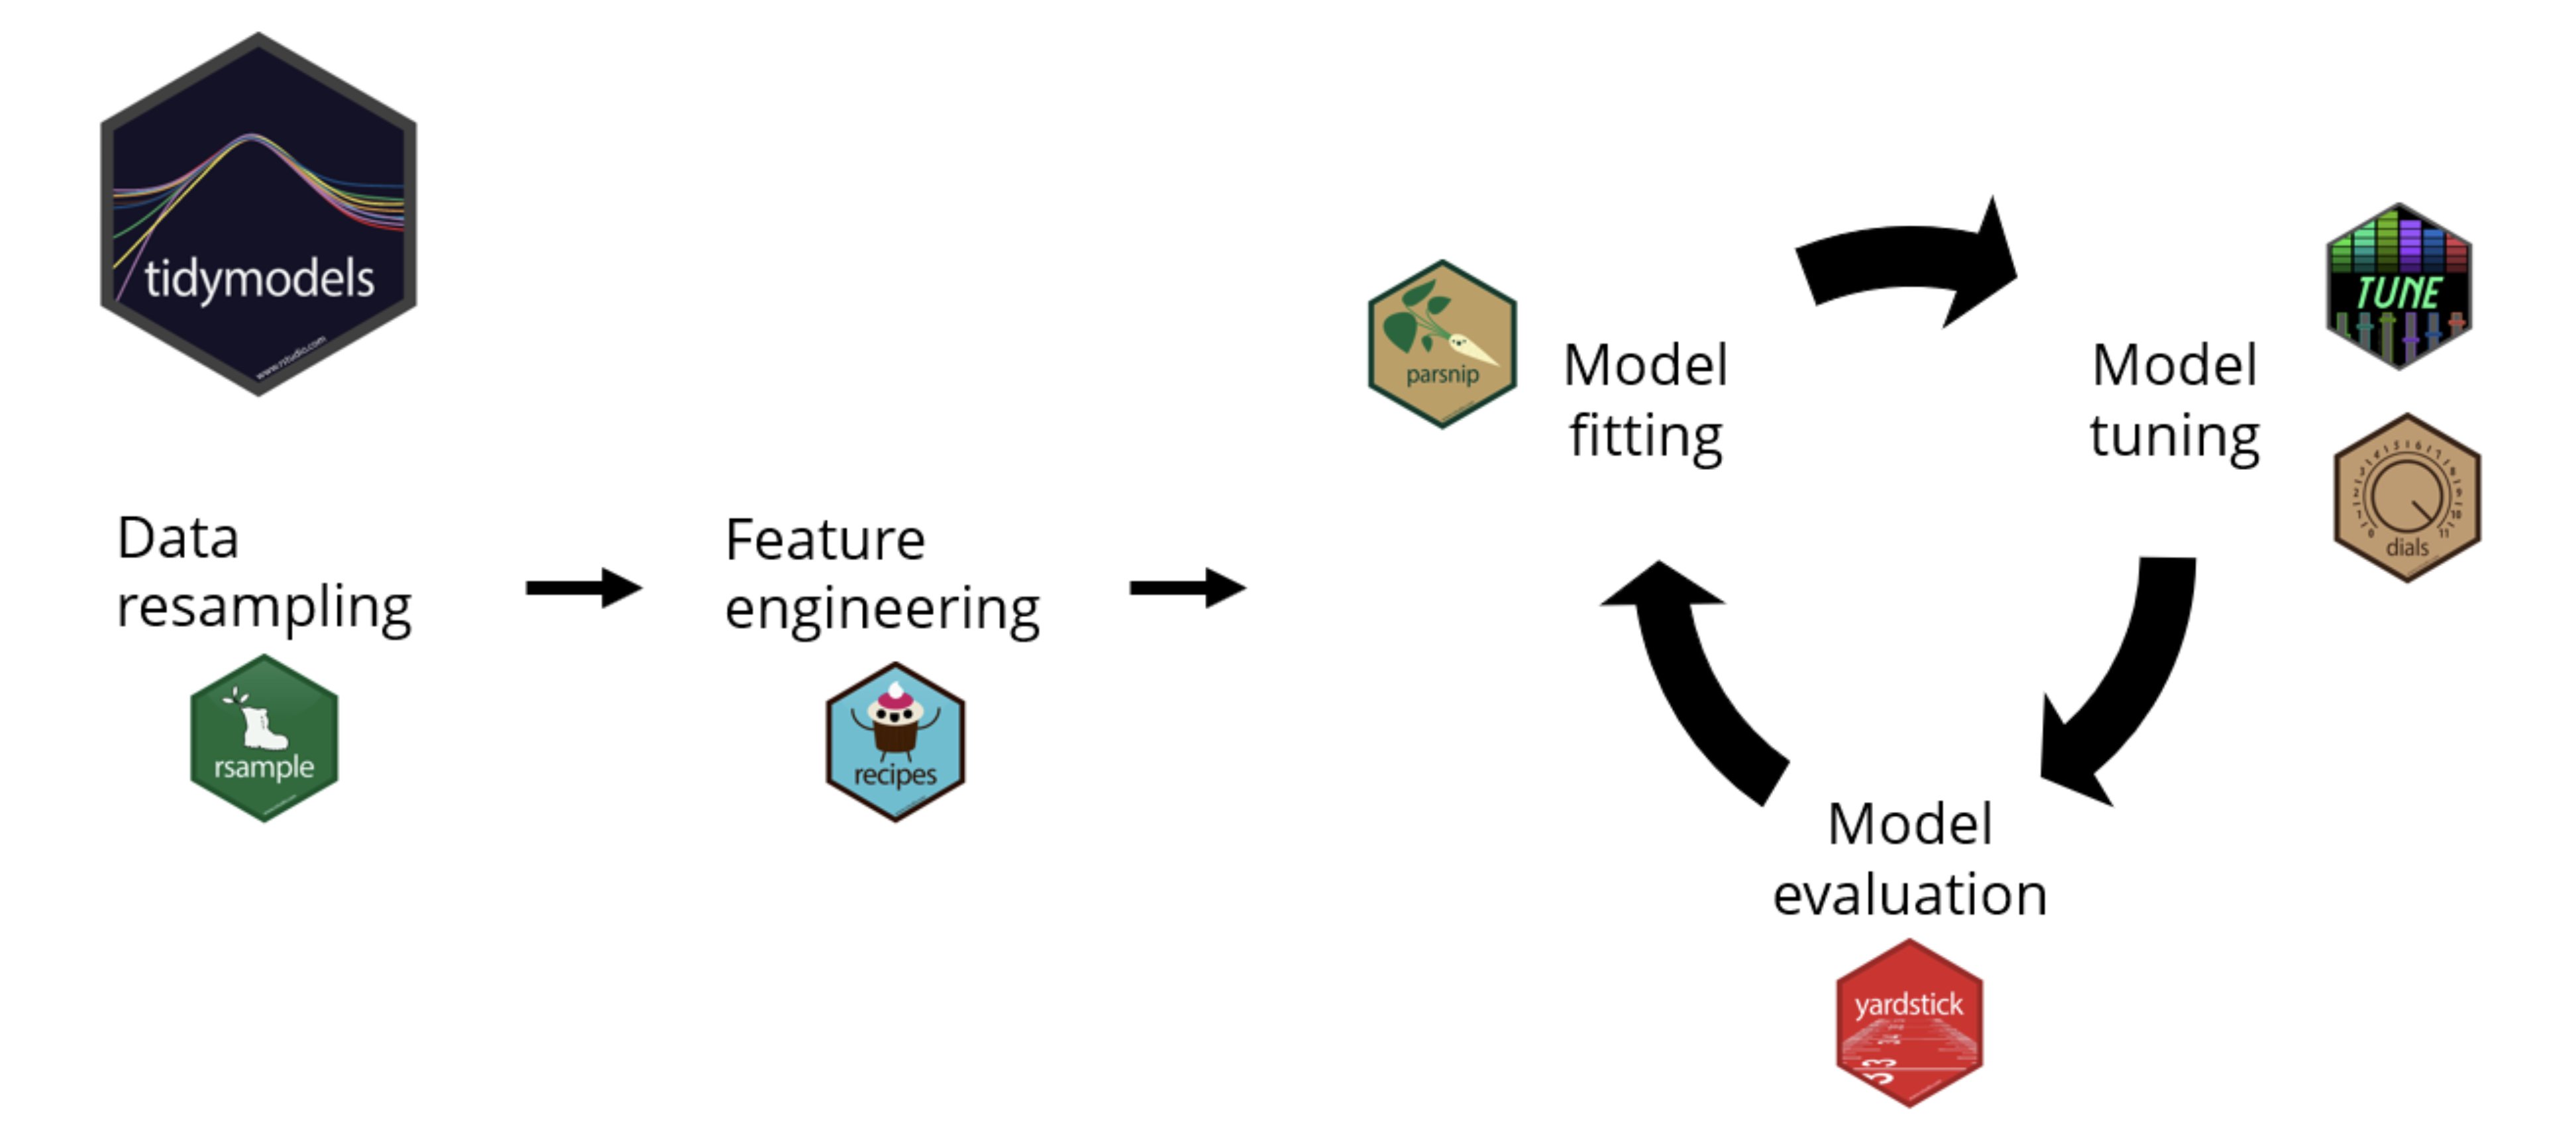 tidymodels
www.rstudio.com
Data
resampling
rsample
Feature
engineering
recipes
parsnip
Model
fitting
Model
tuning
TUNE
dials
Model
evaluation
yardstick